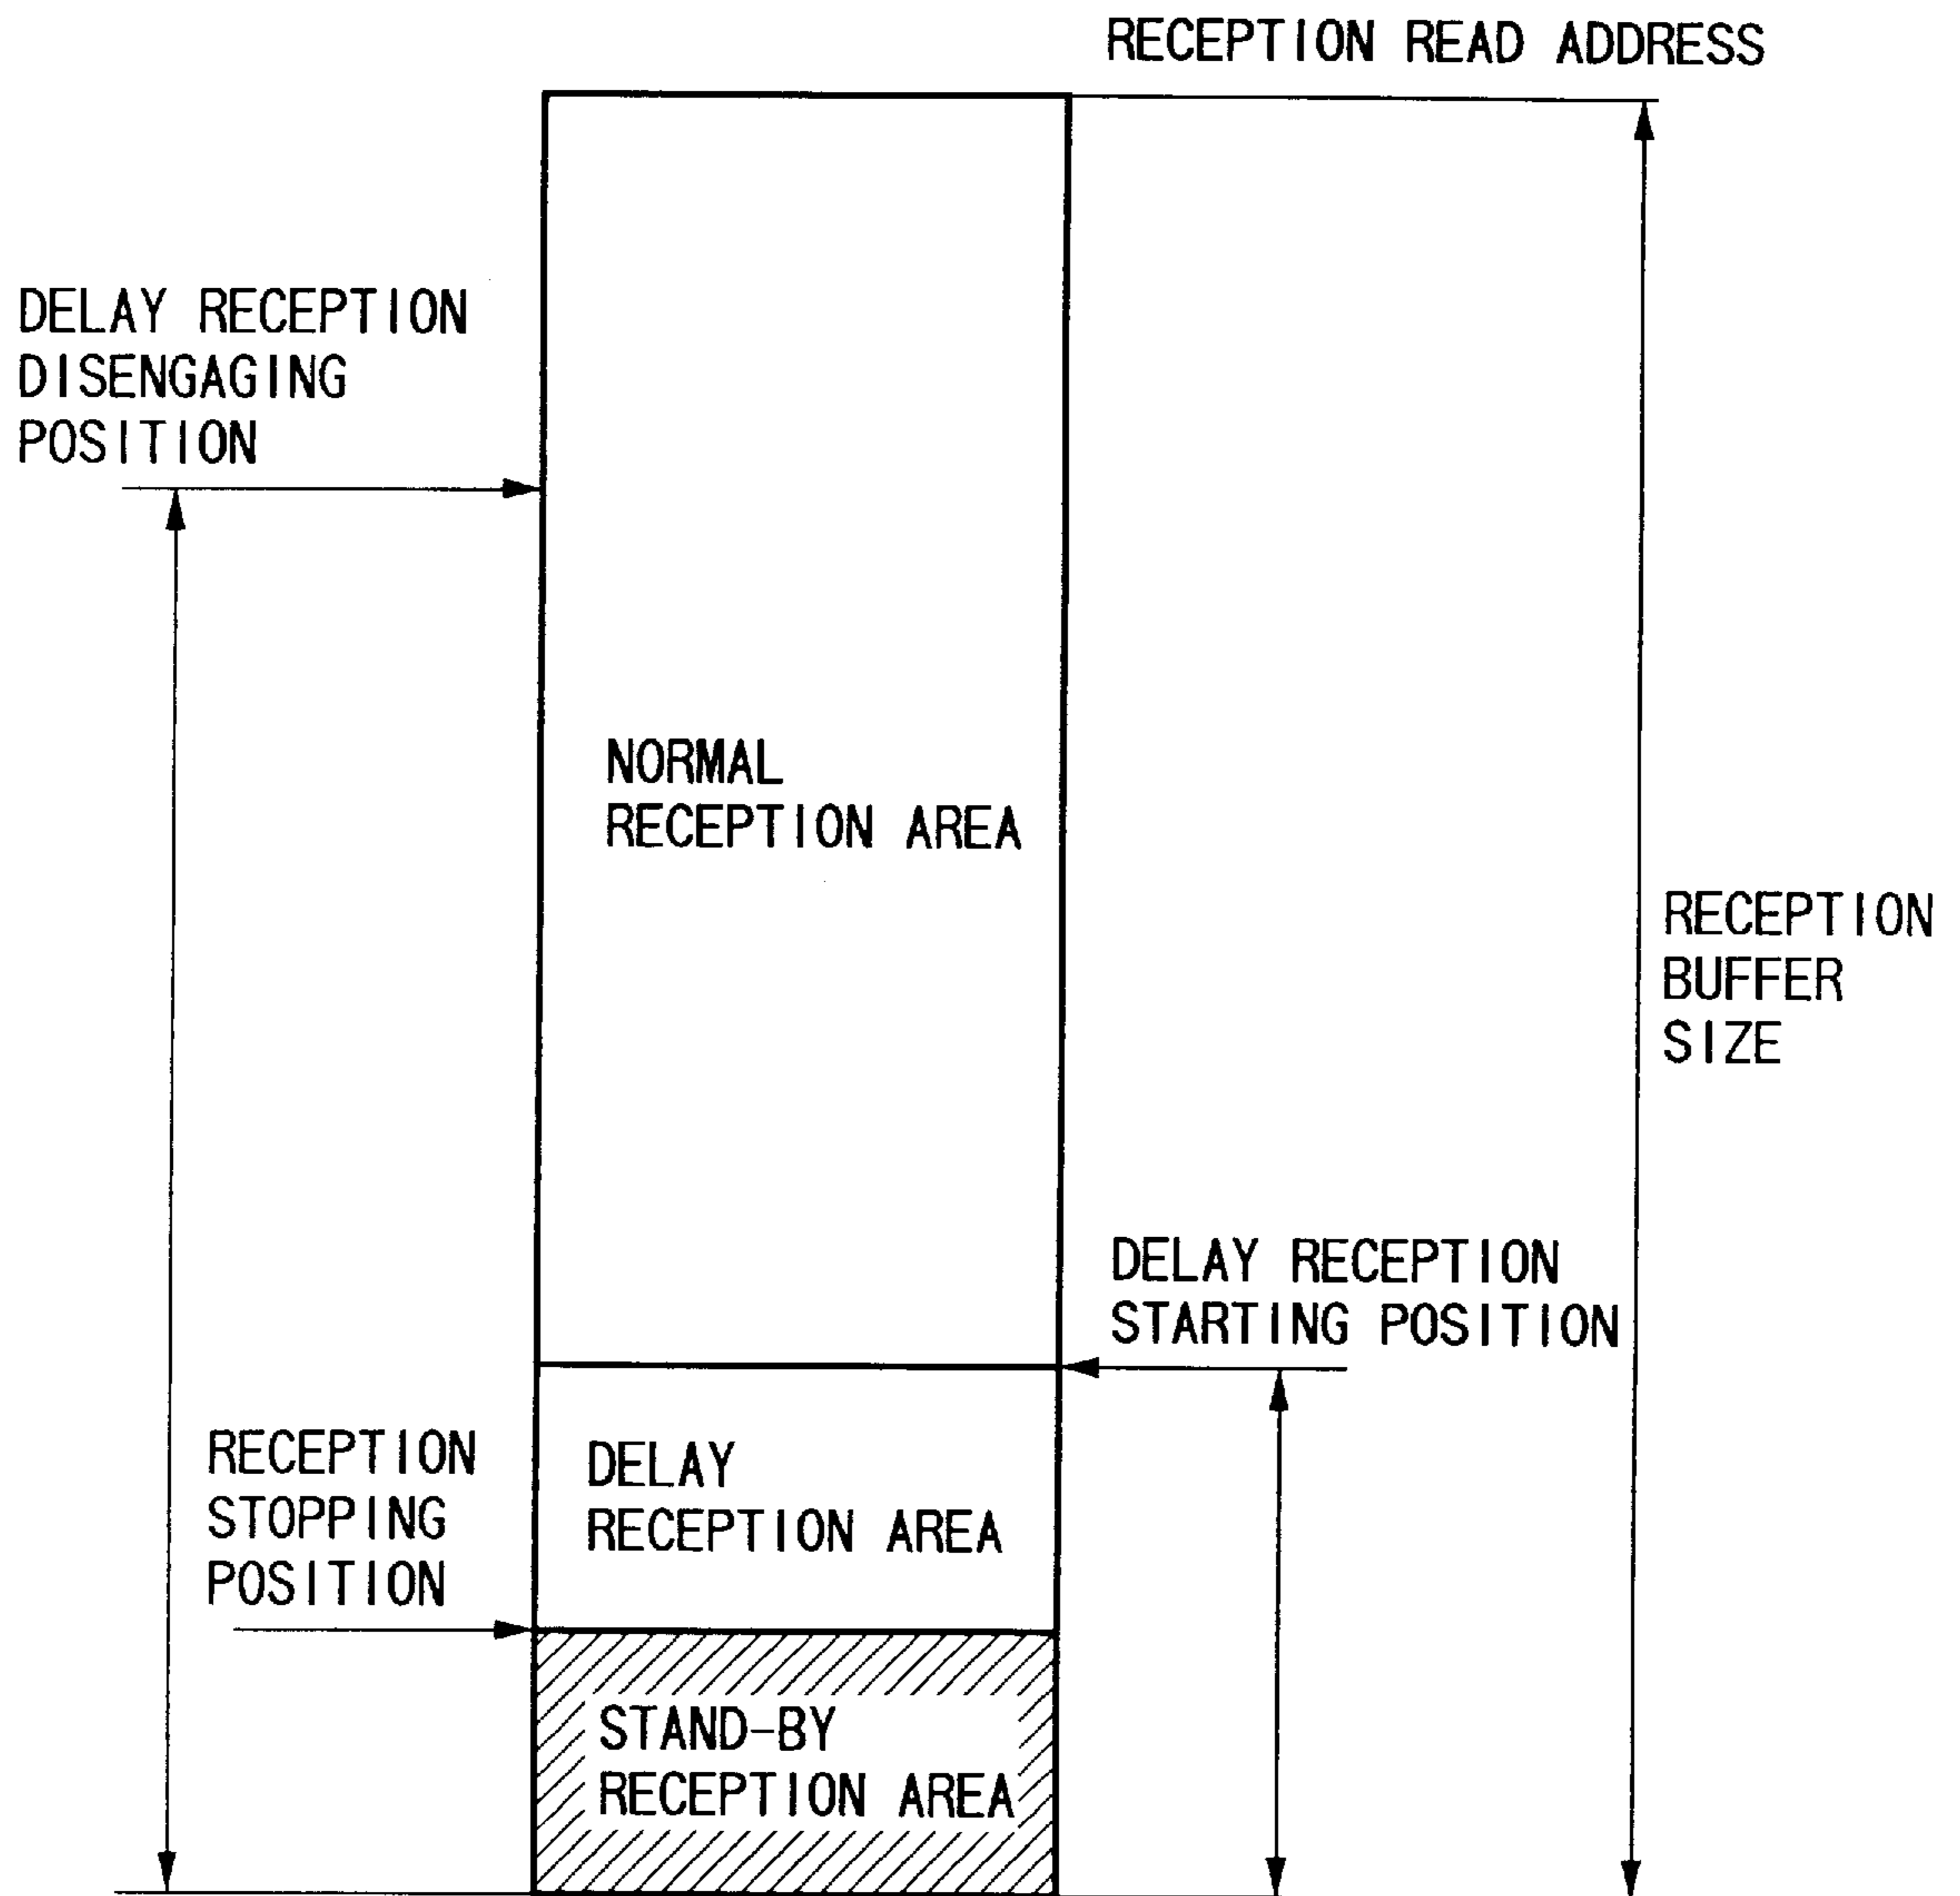 RECEPTION READ ADDRESS
DELAY RECEPTION
DISENGAGING
POSITION
NORMAL
RECEPTION AREA
RECEPTION
BUFFER
SIZE
DELAY RECEPTION
STARTING POSITION
RECEPTION
STOPPING
POSITION
DELAY
RECEPTION AREA
STAND-BY
RECEPTION AREA